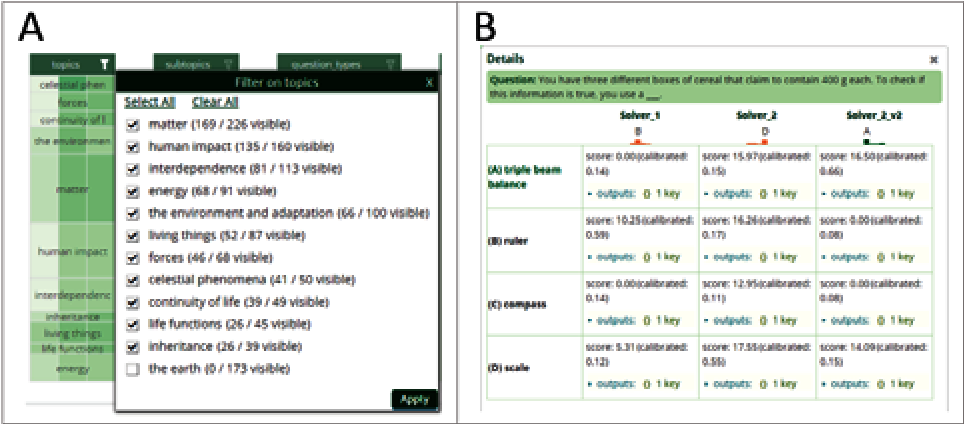 A
topics
subtopics
question_types
celestial phen
forces
continuity of l
the environmen
matter
human impact
interdependenc
inheritance
living things
life functions
energy
Filter on topics X
Select All Clear All
matter (169 / 226 visible)
human impact (135 / 160 visible)
interdependence (81 / 113 visible)
energy (68 / 91 visible)
the environment and adaptation (66 / 100 visible)
living things (52 / 87 visible)
forces (46 / 68 visible)
celestial phenomena (41 / 50 visible)
continuity of life (39 / 49 visible)
life functions (26 / 45 visible)
inheritance (26 / 39 visible)
the earth (0 / 173 visible)
Apply
B
Details
Question: You have three different boxes of cereal that claim to contain 400 g each. To check if
this information is true, you use a ___.
Solver_1 Solver_2 Solver_2_v2
B D A
(A) triple beam
balance
score: 0.00(calibrated:
0.14)
outputs: {} 1 key
score: 15.97(calibrated:
0.15)
outputs: {} 1 key
score: 16.50(calibrated:
0.66)
outputs: {} 1 key
(B) ruler
score: 10.25(calibrated:
0.59)
outputs: {} 1 key
score: 16.26(calibrated:
0.17)
outputs: {} 1 key
score: 0.00(calibrated:
0.08)
outputs: {} 1 key
(C) compass
score: 0.00(calibrated:
0.14)
outputs: {} 1 key
score: 12.95(calibrated:
0.11)
outputs: {} 1 key
score: 0.00(calibrated:
0.08)
outputs: {} 1 key
(D) scale
score: 5.31(calibrated:
0.12)
outputs: {} 1 key
score: 17.55(calibrated:
0.55)
outputs: {} 1 key
score: 14.09(calibrated:
0.15)
outputs: {} 1 key